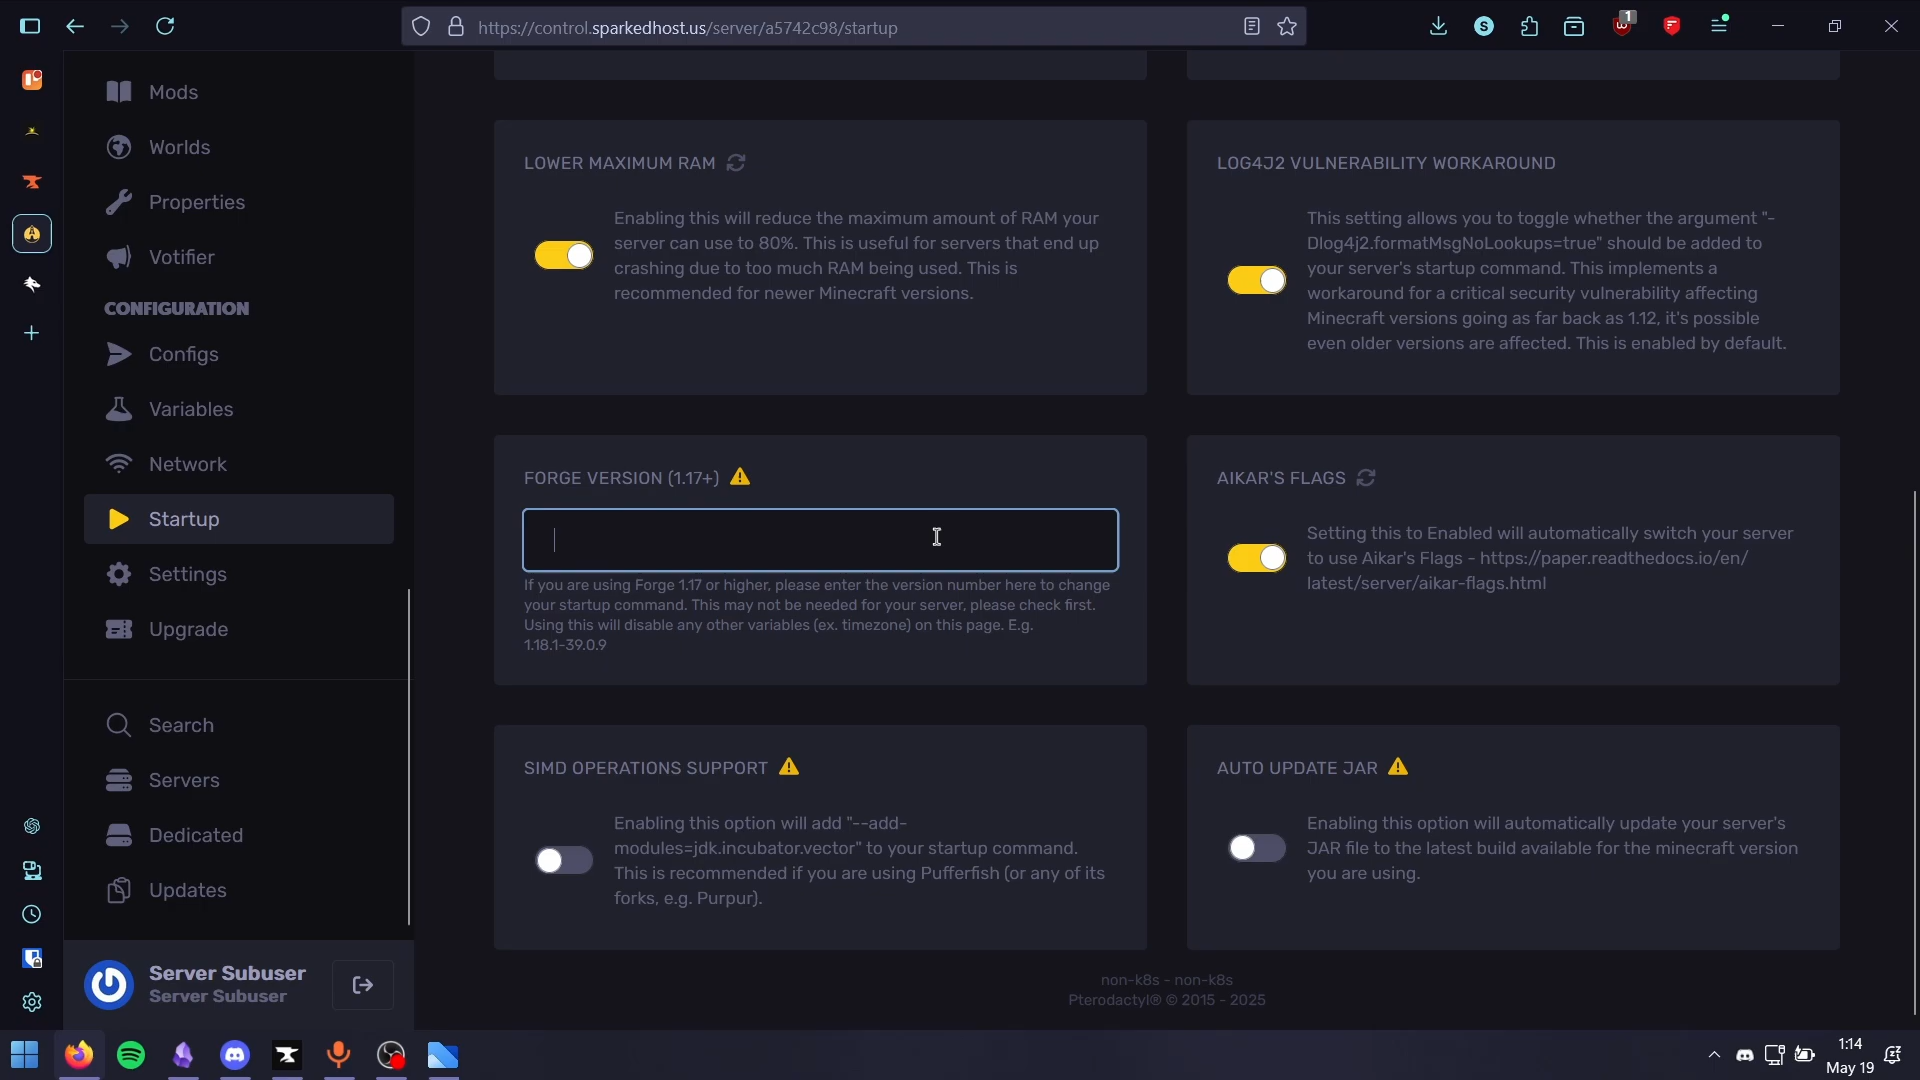 https://control.sparkedhost.us/server/a5742c98/startup
S
1
Mods
Worlds
Properties
Votifier
CONFIGURATION
Configs
Variables
Network
Startup
Settings
Upgrade
Search
Servers
Dedicated
Updates
Server Subuser
Server Subuser
LOWER MAXIMUM RAM
Enabling this will reduce the maximum amount of RAM your
server can use to 80%. This is useful for servers that end up
crashing due to too much RAM being used. This is
recommended for newer Minecraft versions.
LOG4J2 VULNERABILITY WORKAROUND
This setting allows you to toggle whether the argument "-
Dlog4j2.formatMsgNoLookups=true" should be added to
your server's startup command. This implements a
workaround for a critical security vulnerability affecting
Minecraft versions going as far back as 1.12, it's possible
even older versions are affected. This is enabled by default.
FORGE VERSION (1.17+)
If you are using Forge 1.17 or higher, please enter the version number here to change
your startup command. This may not be needed for your server, please check first.
Using this will disable any other variables (ex. timezone) on this page. E.g.
1.18.1-39.0.9
AIKAR'S FLAGS
Setting this to Enabled will automatically switch your server
to use Aikar's Flags - https://paper.readthedocs.io/en/
latest/server/aikar-flags.html
SIMD OPERATIONS SUPPORT
Enabling this option will add "--add-
modules=jdk.incubator.vector" to your startup command.
This is recommended if you are using Pufferfish (or any of its
forks, e.g. Purpur).
AUTO UPDATE JAR
Enabling this option will automatically update your server's
JAR file to the latest build available for the minecraft version
you are using.
non-k8s - non-k8s
Pterodactyl® © 2015 - 2025
1:14
May 19